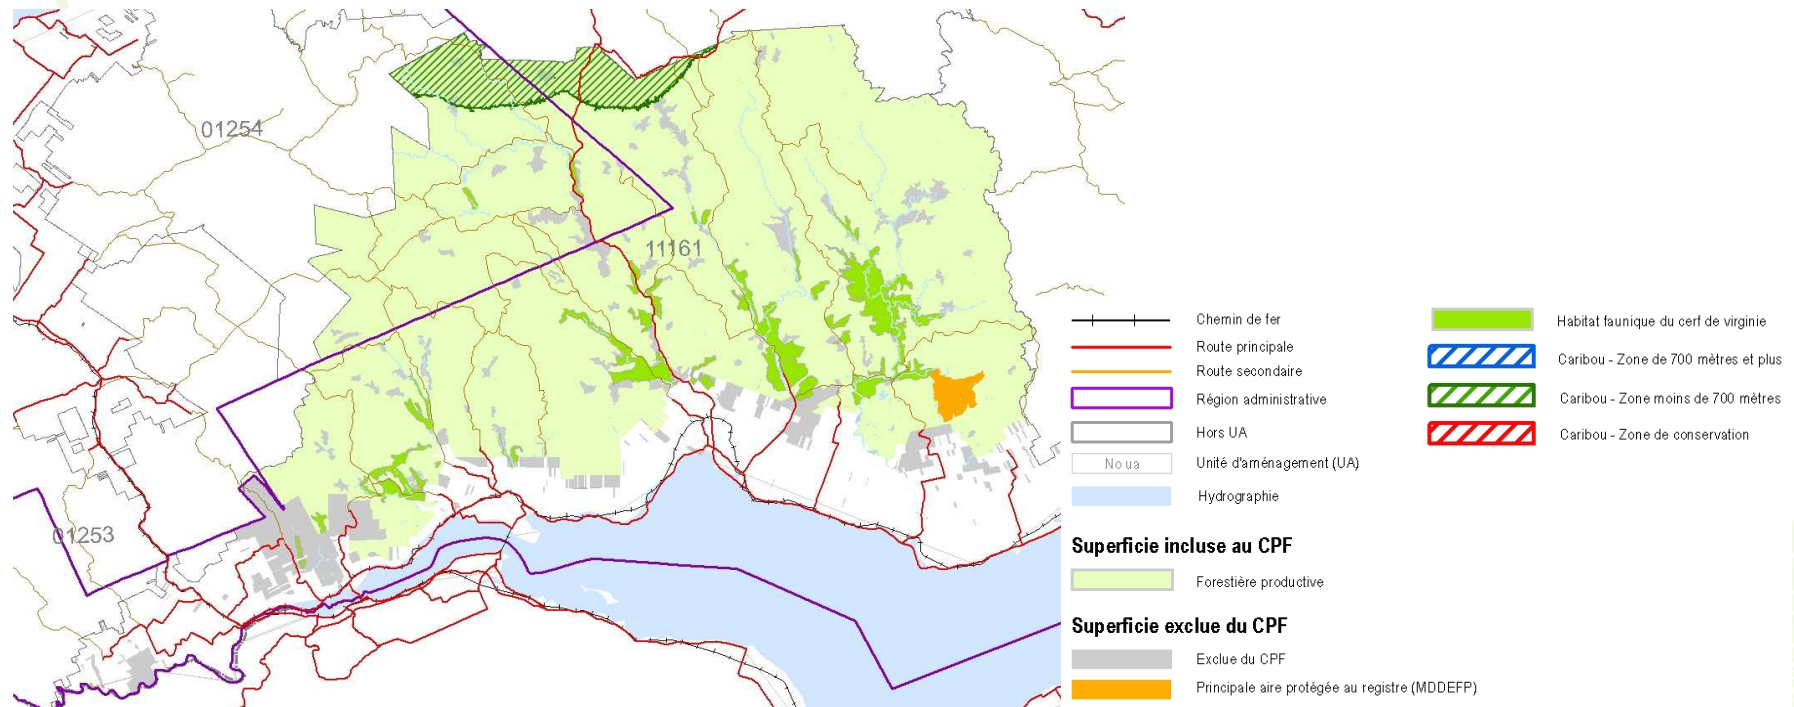 01254
11161
01253
Chemin de fer
Route principale
Route secondaire
Région administrative
Hors UA
No ua Unité d'aménagement (UA)
Hydrographie
Superficie incluse au CPF
Forestière productive
Superficie exclue du CPF
Exclue du CPF
Principale aire protégée au registre (MDDEFP)
Habitat faunique du cerf de virginie
Caribou - Zone de 700 mètres et plus
Caribou - Zone moins de 700 mètres
Caribou - Zone de conservation